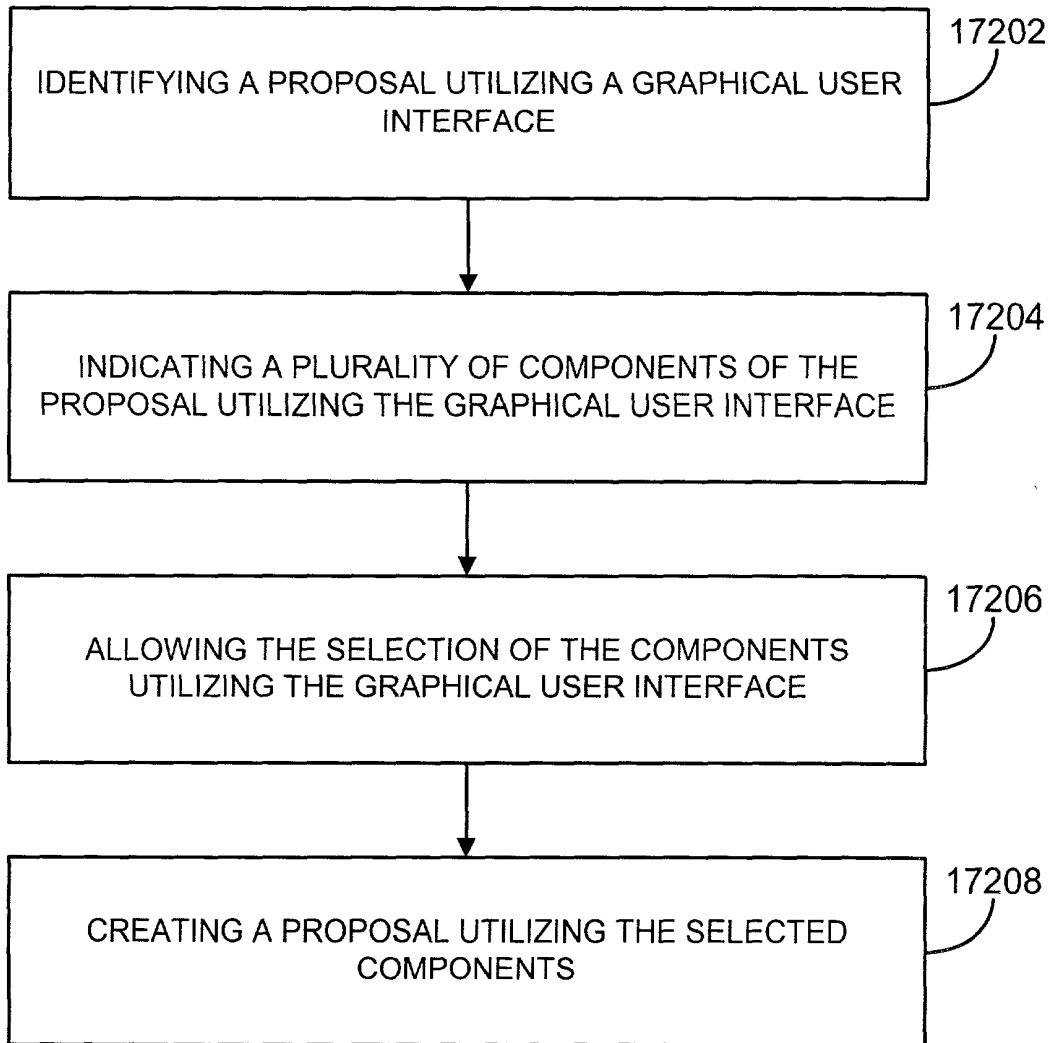 17202
IDENTIFYING A PROPOSAL UTILIZING A GRAPHICAL USER
INTERFACE
17204
INDICATING A PLURALITY OF COMPONENTS OF THE
PROPOSAL UTILIZING THE GRAPHICAL USER INTERFACE
17206
ALLOWING THE SELECTION OF THE COMPONENTS
UTILIZING THE GRAPHICAL USER INTERFACE
17208
CREATING A PROPOSAL UTILIZING THE SELECTED
COMPONENTS